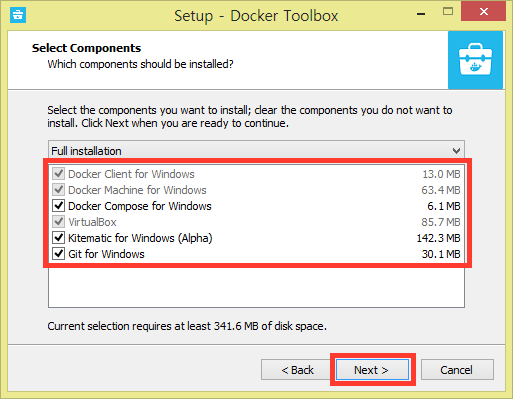 Setup - Docker Toolbox
Select Components
Which components should be installed?
Select the components you want to install; clear the components you do not want to
install. Click Next when you are ready to continue.
Full installation
Docker Client for Windows 13.0 MB
Docker Machine for Windows 63.4 MB
Docker Compose for Windows 6.1 MB
VirtualBox 85.7 MB
Kitematic for Windows (Alpha) 142.3 MB
Git for Windows 30.1 MB
Current selection requires at least 341.6 MB of disk space.
< Back Next > Cancel